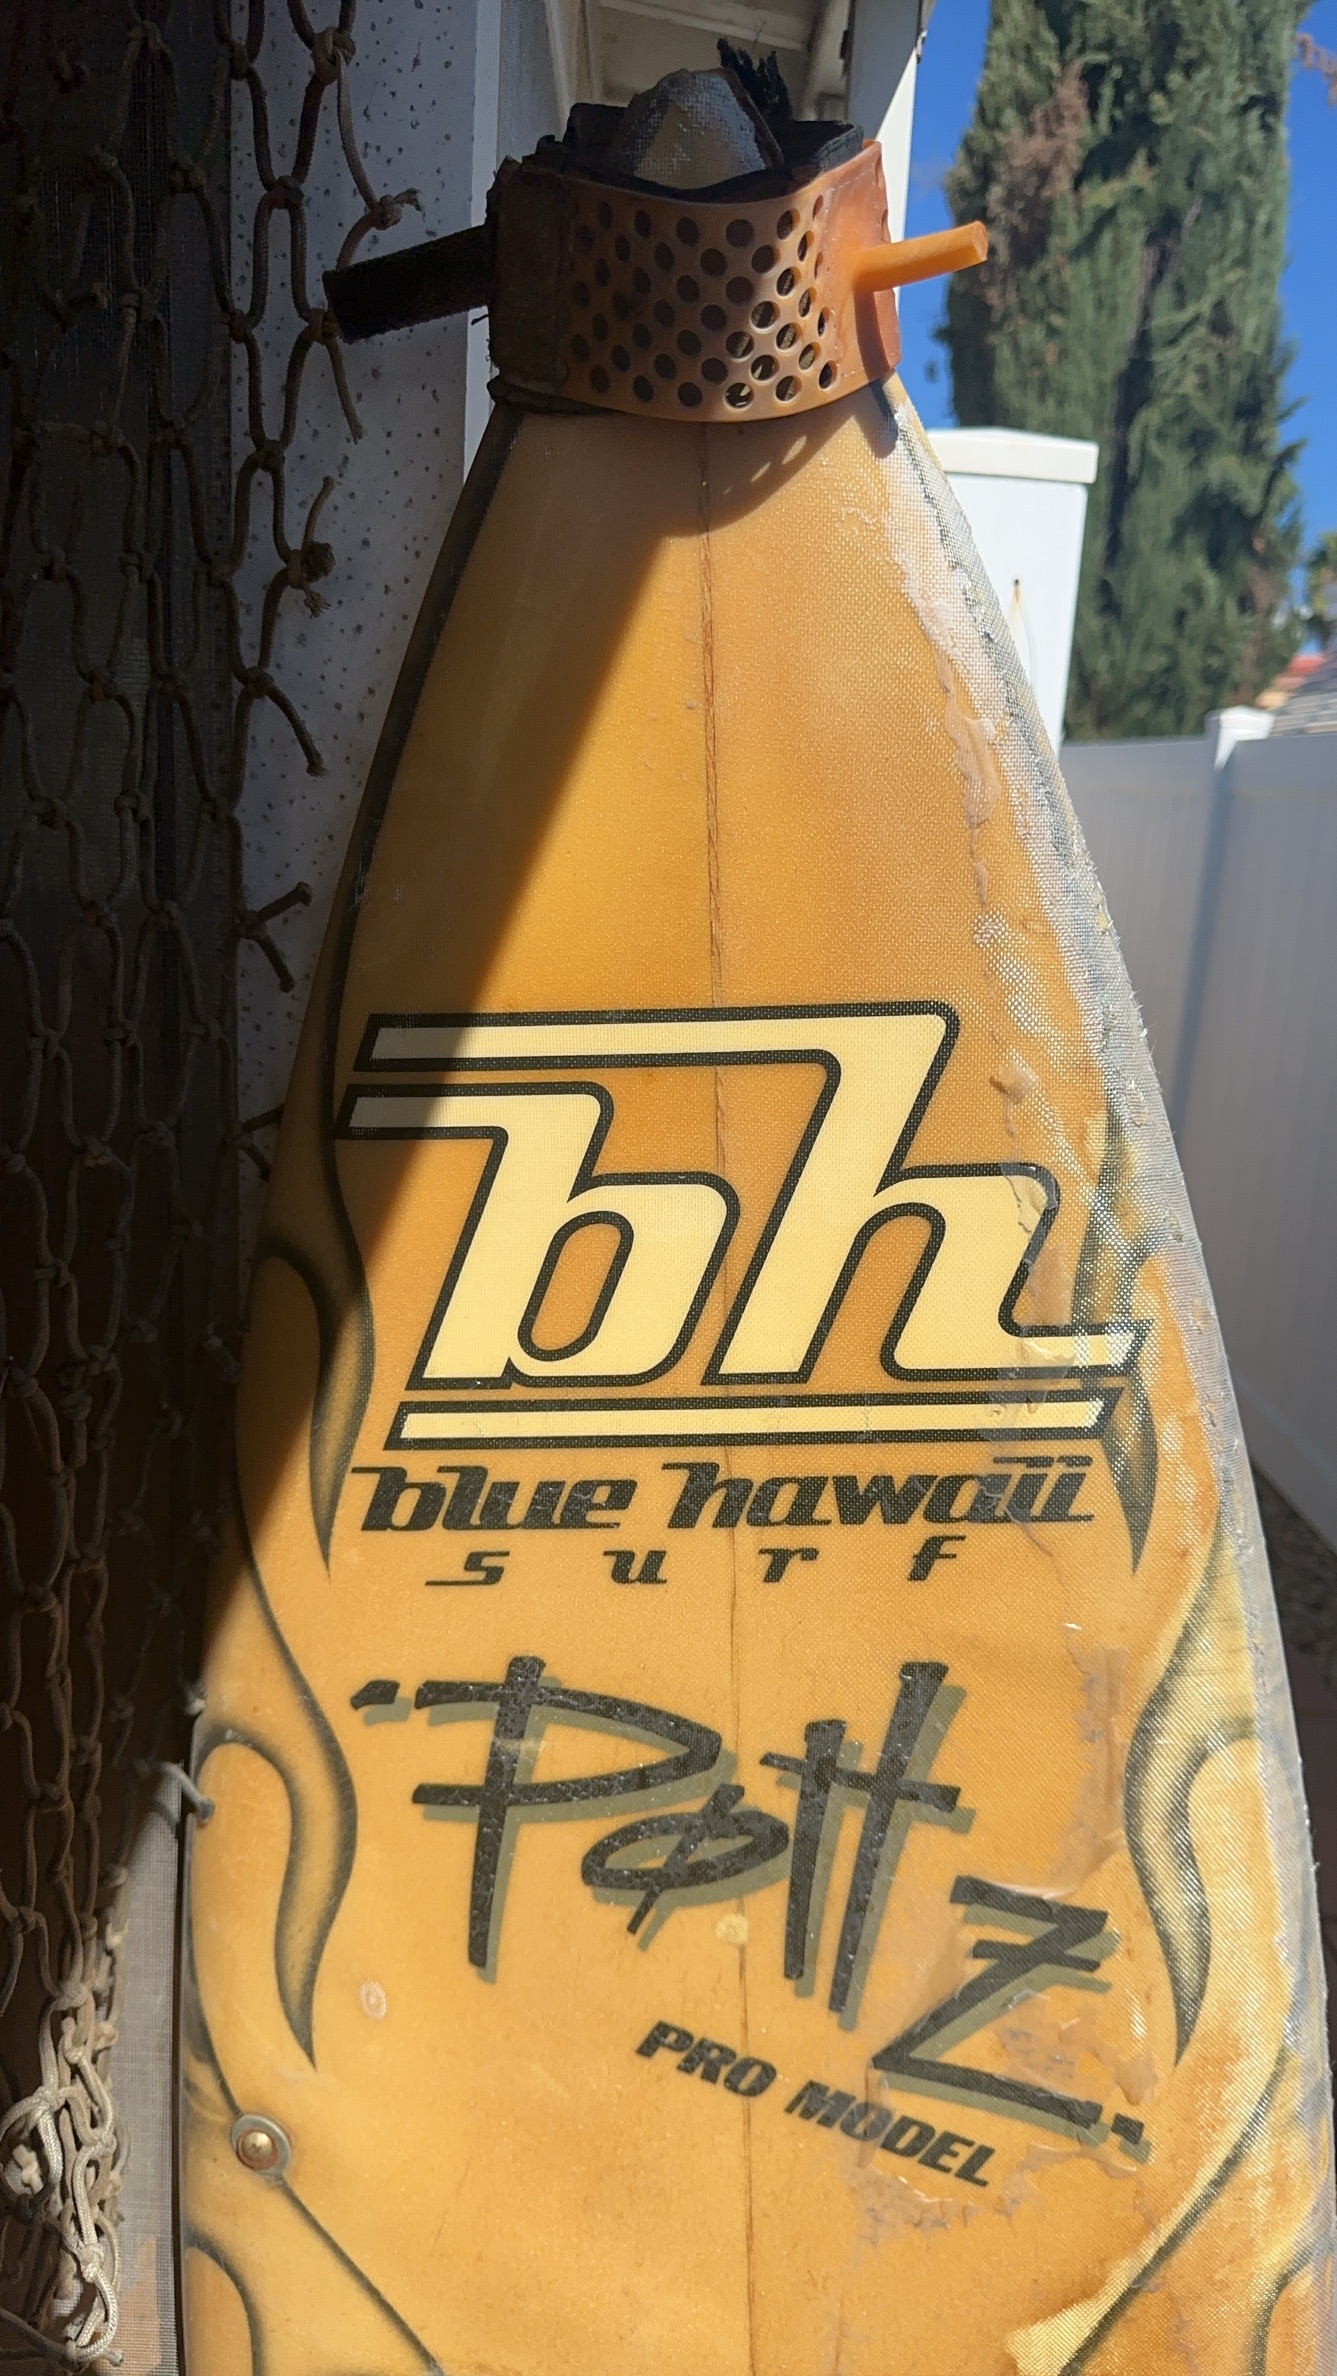 bh
blue hawaii
surf
'Pottz'
PRO MODEL